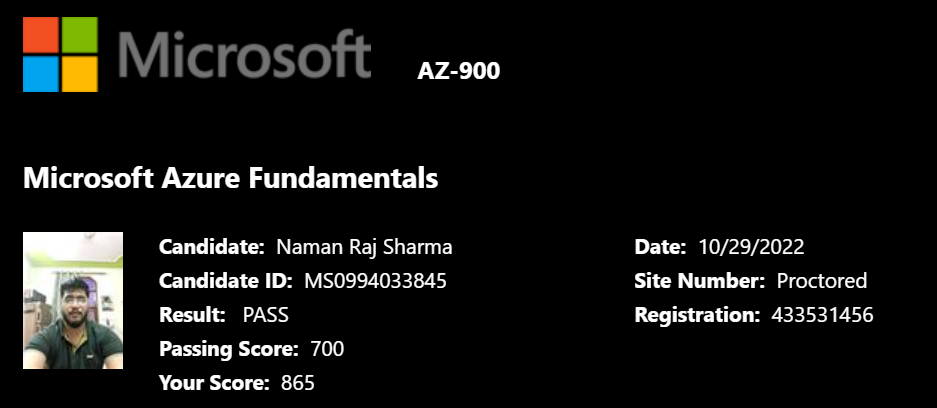 Microsoft AZ-900
Microsoft Azure Fundamentals
Candidate: Naman Raj Sharma
Candidate ID: MS0994033845
Result: PASS
Passing Score: 700
Your Score: 865
Date: 10/29/2022
Site Number: Proctored
Registration: 433531456